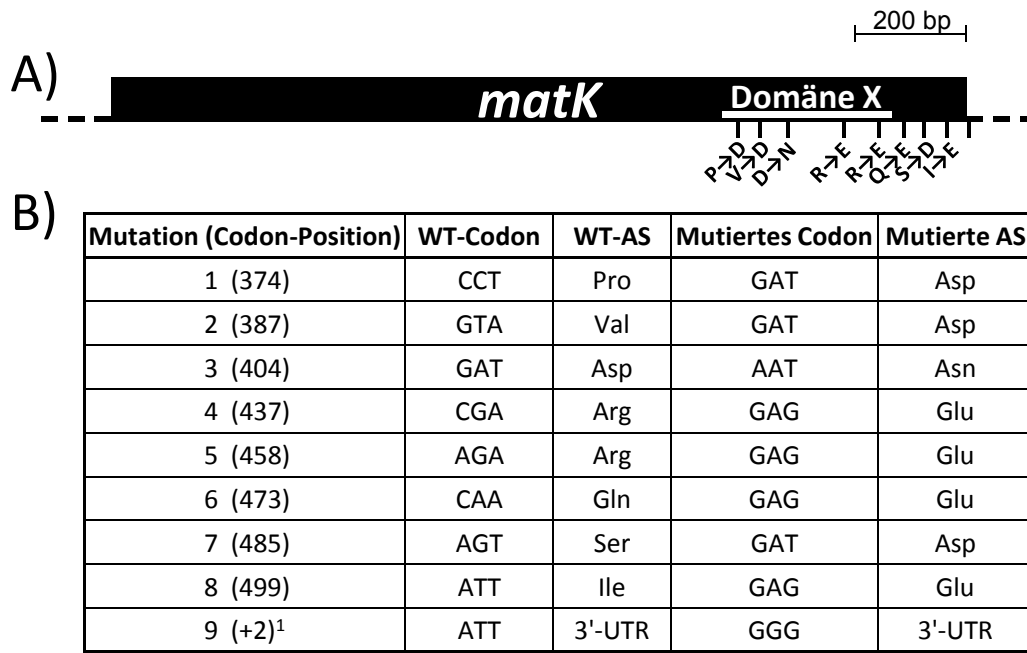 200 bp
A)
matK
Domäne X
P→D
V→D
D→N
R→E
R→E
Q→E
S→D
I→E
B)
Mutation (Codon-Position) WT-Codon WT-AS Mutiertes Codon Mutierte AS
1 (374) CCT Pro GAT Asp
2 (387) GTA Val GAT Asp
3 (404) GAT Asp AAT Asn
4 (437) CGA Arg GAG Glu
5 (458) AGA Arg GAG Glu
6 (473) CAA Gln GAG Glu
7 (485) AGT Ser GAT Asp
8 (499) ATT Ile GAG Glu
9 (+2)¹ ATT 3'-UTR GGG 3'-UTR